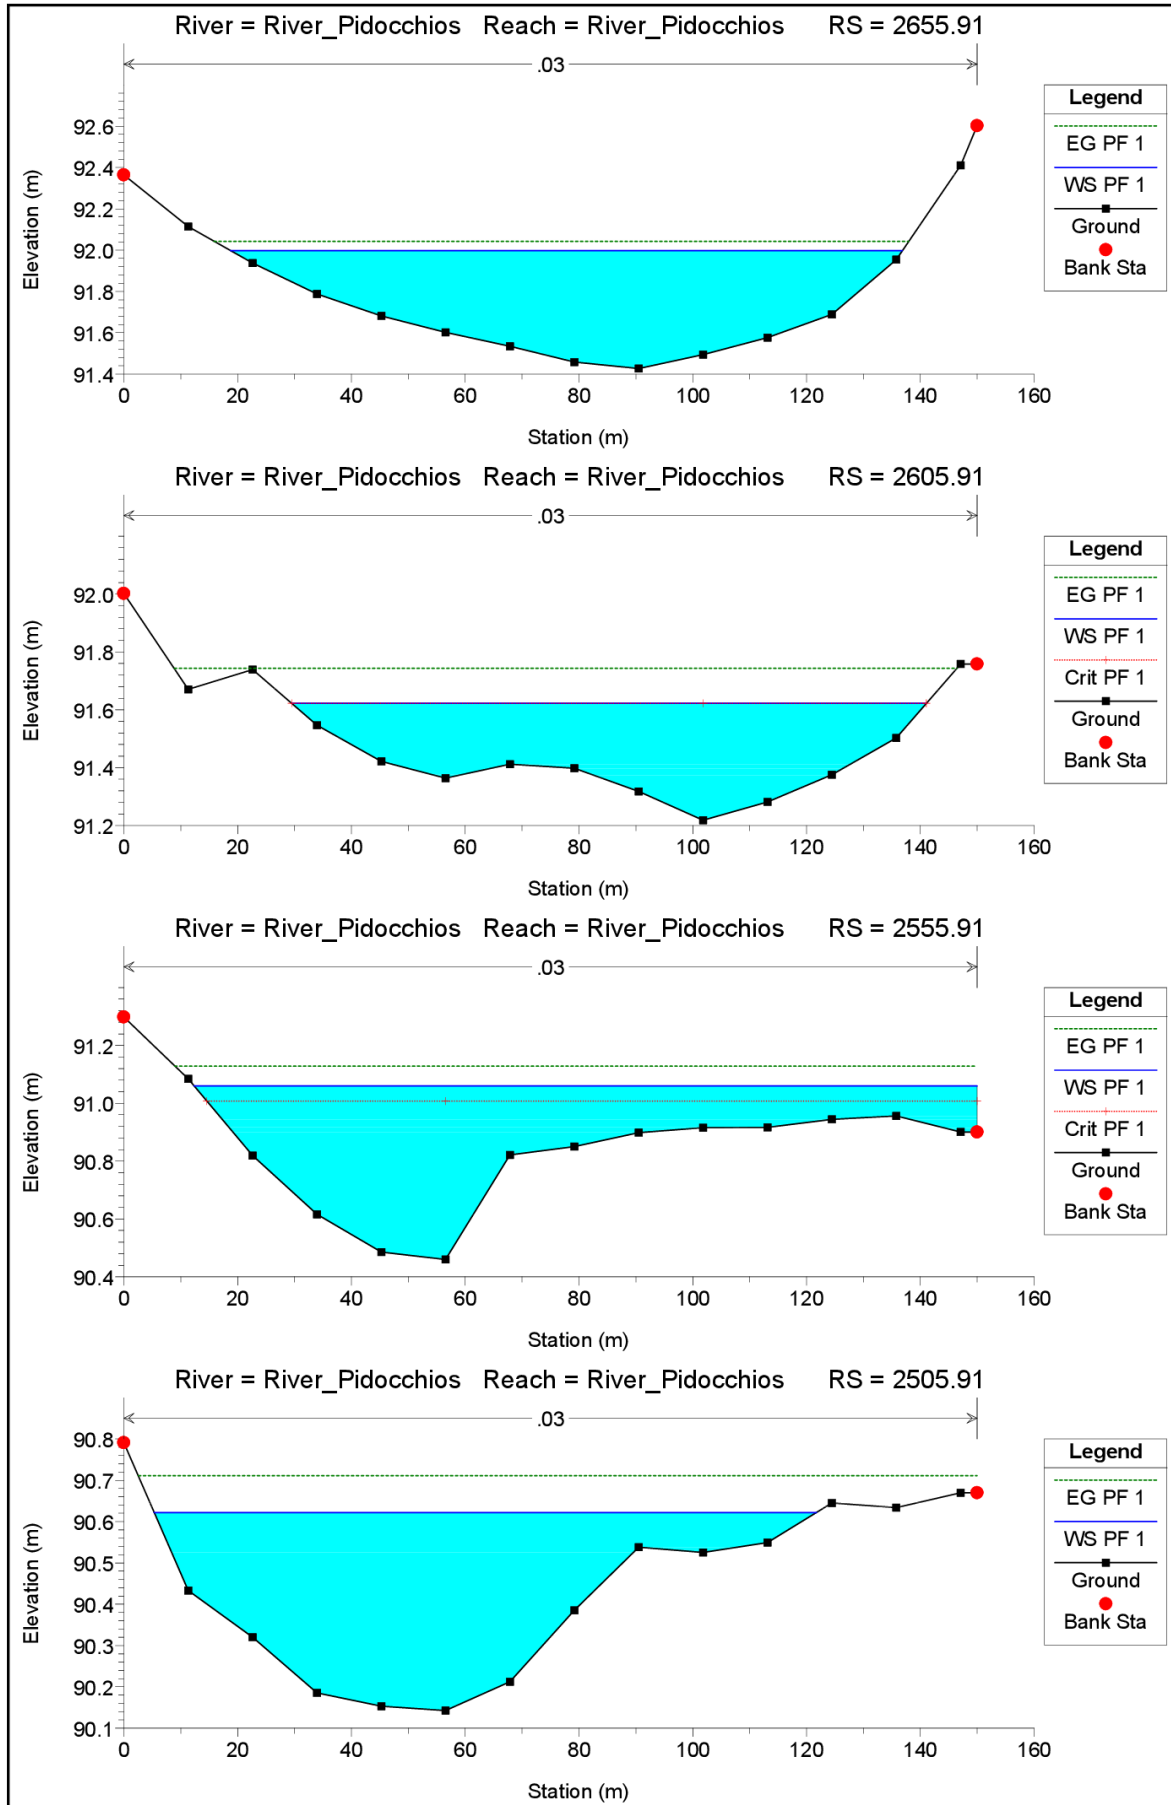 River = River_Pidocchios Reach = River_Pidocchios RS = 2655.91
.03
Legend
EG PF 1
WS PF 1
Ground
Bank Sta
Elevation (m)
92.6
92.4
92.2
92.0
91.8
91.6
91.4
0 20 40 60 80 100 120 140 160
Station (m)
River = River_Pidocchios Reach = River_Pidocchios RS = 2605.91
.03
Legend
EG PF 1
WS PF 1
Crit PF 1
Ground
Bank Sta
Elevation (m)
92.0
91.8
91.6
91.4
91.2
0 20 40 60 80 100 120 140 160
Station (m)
River = River_Pidocchios Reach = River_Pidocchios RS = 2555.91
.03
Legend
EG PF 1
WS PF 1
Crit PF 1
Ground
Bank Sta
Elevation (m)
91.2
91.0
90.8
90.6
90.4
0 20 40 60 80 100 120 140 160
Station (m)
River = River_Pidocchios Reach = River_Pidocchios RS = 2505.91
.03
Legend
EG PF 1
WS PF 1
Ground
Bank Sta
Elevation (m)
90.8
90.7
90.6
90.5
90.4
90.3
90.2
90.1
0 20 40 60 80 100 120 140 160
Station (m)